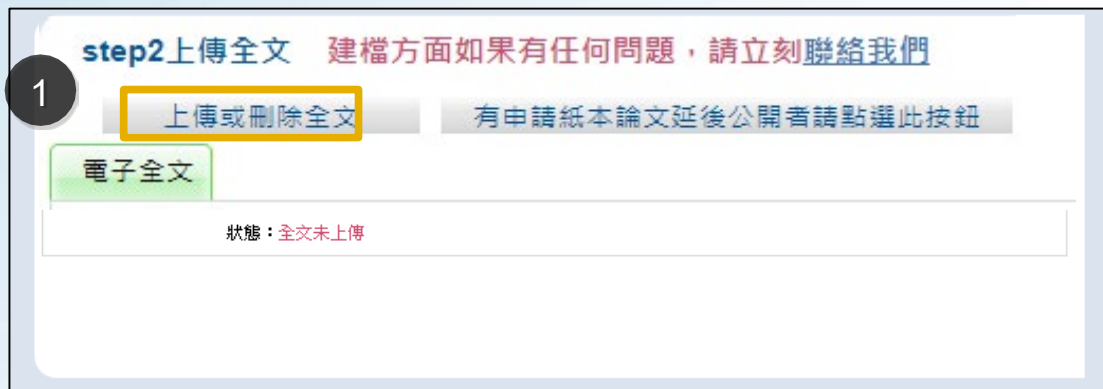 step2上傳全文 建檔方面如果有任何問題，請立刻聯絡我們
1
上傳或刪除全文 有申請紙本論文延後公開者請點選此按鈕
電子全文
狀態：全文未上傳